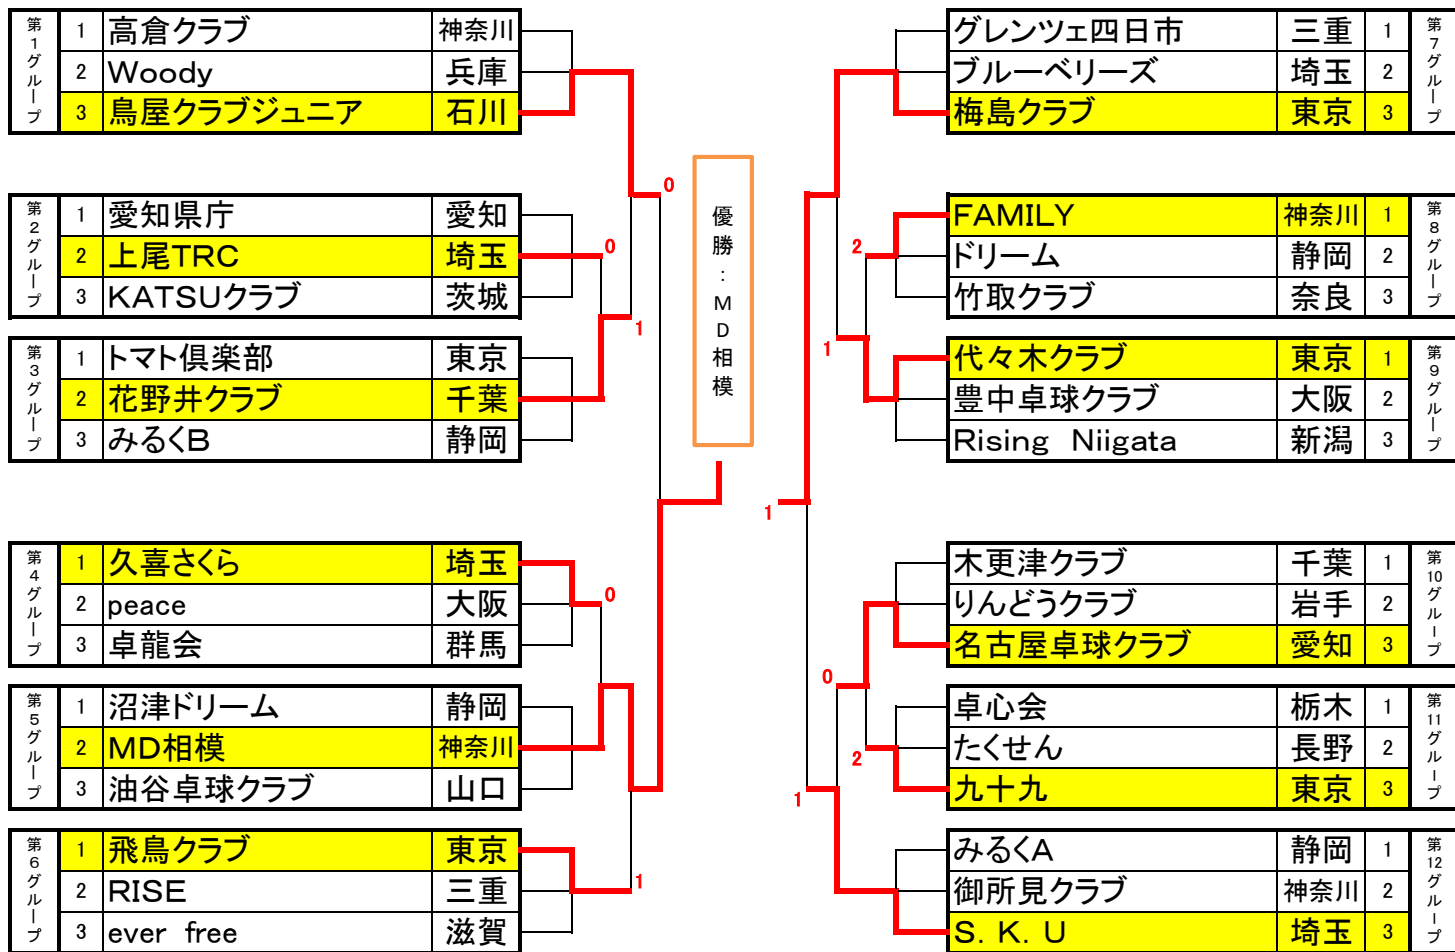 第1グループ
1 高倉クラブ 神奈川
2 Woody 兵庫
3 鳥屋クラブジュニア 石川
第2グループ
1 愛知県庁 愛知
2 上尾TRC 埼玉
3 KATSUクラブ 茨城
第3グループ
1 トマト倶楽部 東京
2 花野井クラブ 千葉
3 みるくB 静岡
第4グループ
1 久喜さくら 埼玉
2 peace 大阪
3 卓龍会 群馬
第5グループ
1 沼津ドリーム 静岡
2 MD相模 神奈川
3 油谷卓球クラブ 山口
第6グループ
1 飛鳥クラブ 東京
2 RISE 三重
3 ever free 滋賀
0
0
1
0
1
優勝：MD相模
1
2
1
0
2
1
グレンツェ四日市 三重 1
ブルーベリーズ 埼玉 2
梅島クラブ 東京 3
第7グループ
FAMILY 神奈川 1
ドリーム 静岡 2
竹取クラブ 奈良 3
第8グループ
代々木クラブ 東京 1
豊中卓球クラブ 大阪 2
Rising Niigata 新潟 3
第9グループ
木更津クラブ 千葉 1
りんどうクラブ 岩手 2
名古屋卓球クラブ 愛知 3
第10グループ
卓心会 栃木 1
たくせん 長野 2
九十九 東京 3
第11グループ
みるくA 静岡 1
御所見クラブ 神奈川 2
S.K.U 埼玉 3
第12グループ